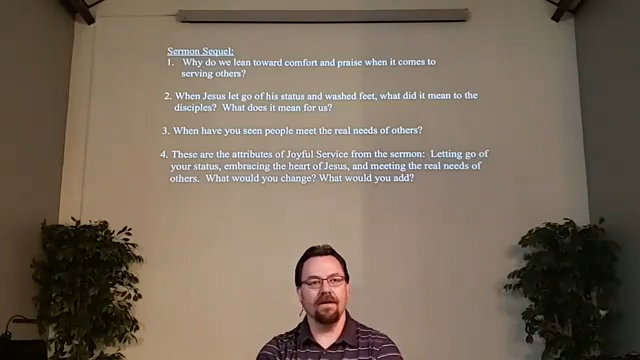 Sermon Sequel:
1. Why do we lean toward comfort and praise when it comes to
serving others?
2. When Jesus let go of his status and washed feet, what did it mean to the
disciples? What does it mean for us?
3. When have you seen people meet the real needs of others?
4. These are the attributes of Joyful Service from the sermon: Letting go of
your status, embracing the heart of Jesus, and meeting the real needs of
others. What would you change? What would you add?